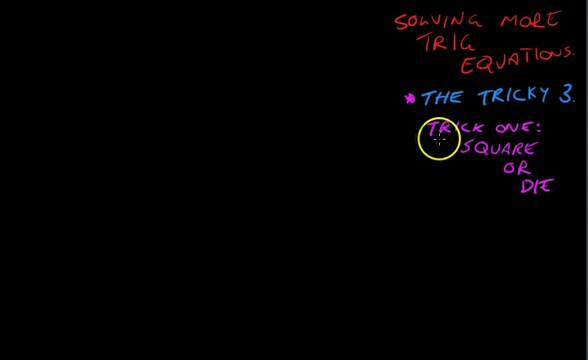 SOLVING MORE
TRIG
EQUATIONS.
* THE TRICKY 3.
TRICK ONE:
SQUARE
OR
DIE